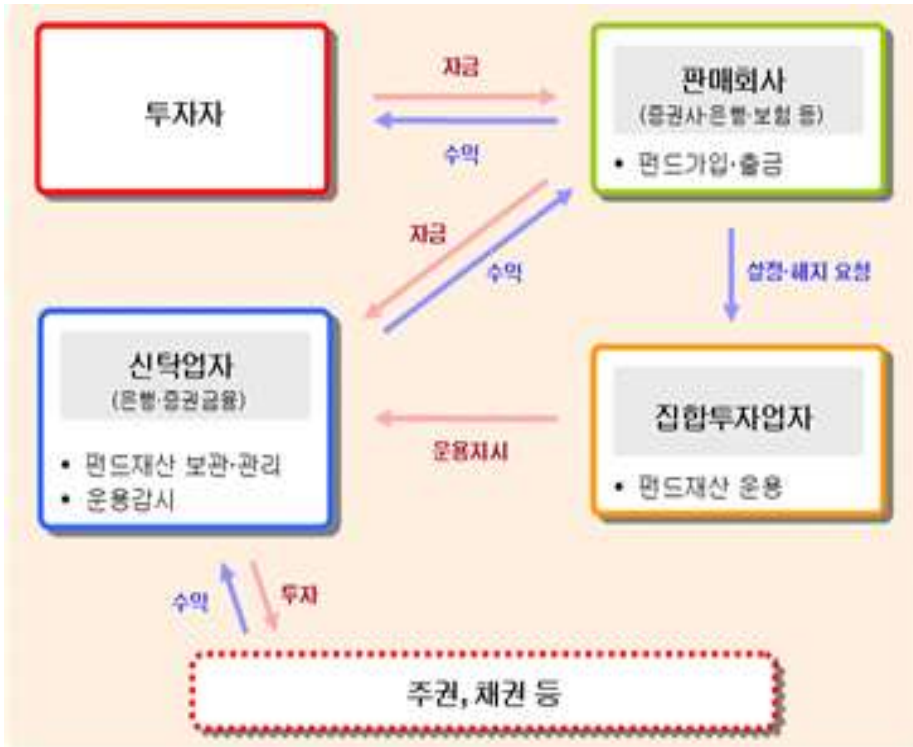 투자자
자금
수익
판매회사
(증권사·은행·보험 등)
• 펀드가입·출금
자금
수익
설정·해지 요청
신탁업자
(은행·증권금융)
• 펀드재산 보관·관리
• 운용감시
운용지시
집합투자업자
• 펀드재산 운용
수익
투자
주권, 채권 등